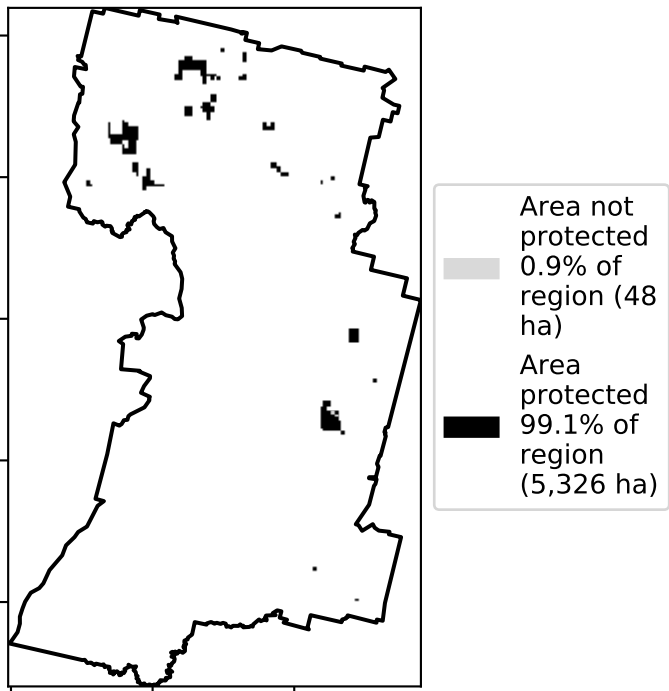 Area not
protected
0.9% of
region (48
ha)
Area
protected
99.1% of
region
(5,326 ha)